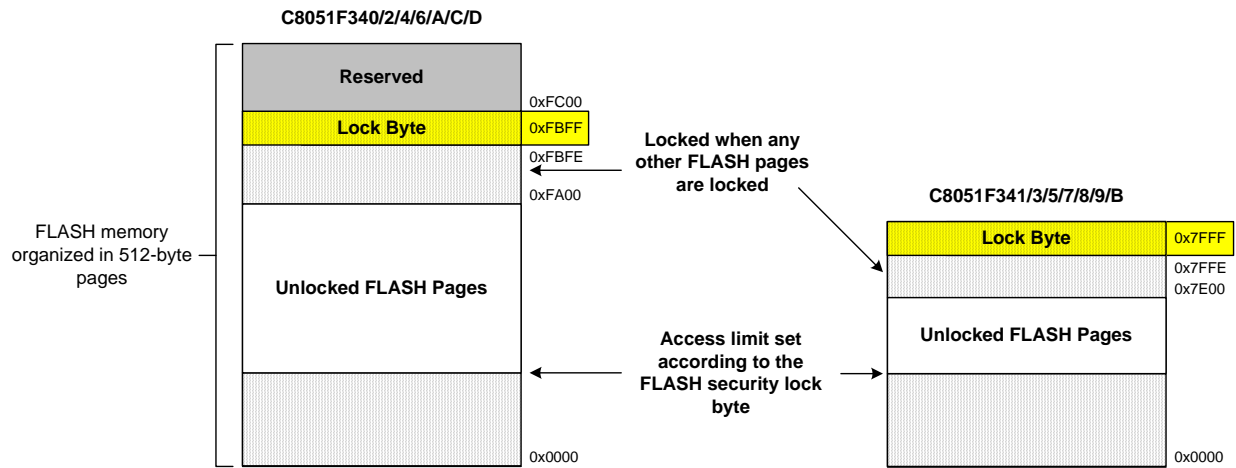 C8051F340/2/4/6/A/C/D
Reserved
0xFC00
Lock Byte
0xFBFF
0xFBFE
0xFA00
FLASH memory
organized in 512-byte
pages
Unlocked FLASH Pages
0x0000
Locked when any
other FLASH pages
are locked
Access limit set
according to the
FLASH security lock
byte
C8051F341/3/5/7/8/9/B
Lock Byte
0x7FFF
0x7FFE
0x7E00
Unlocked FLASH Pages
0x0000